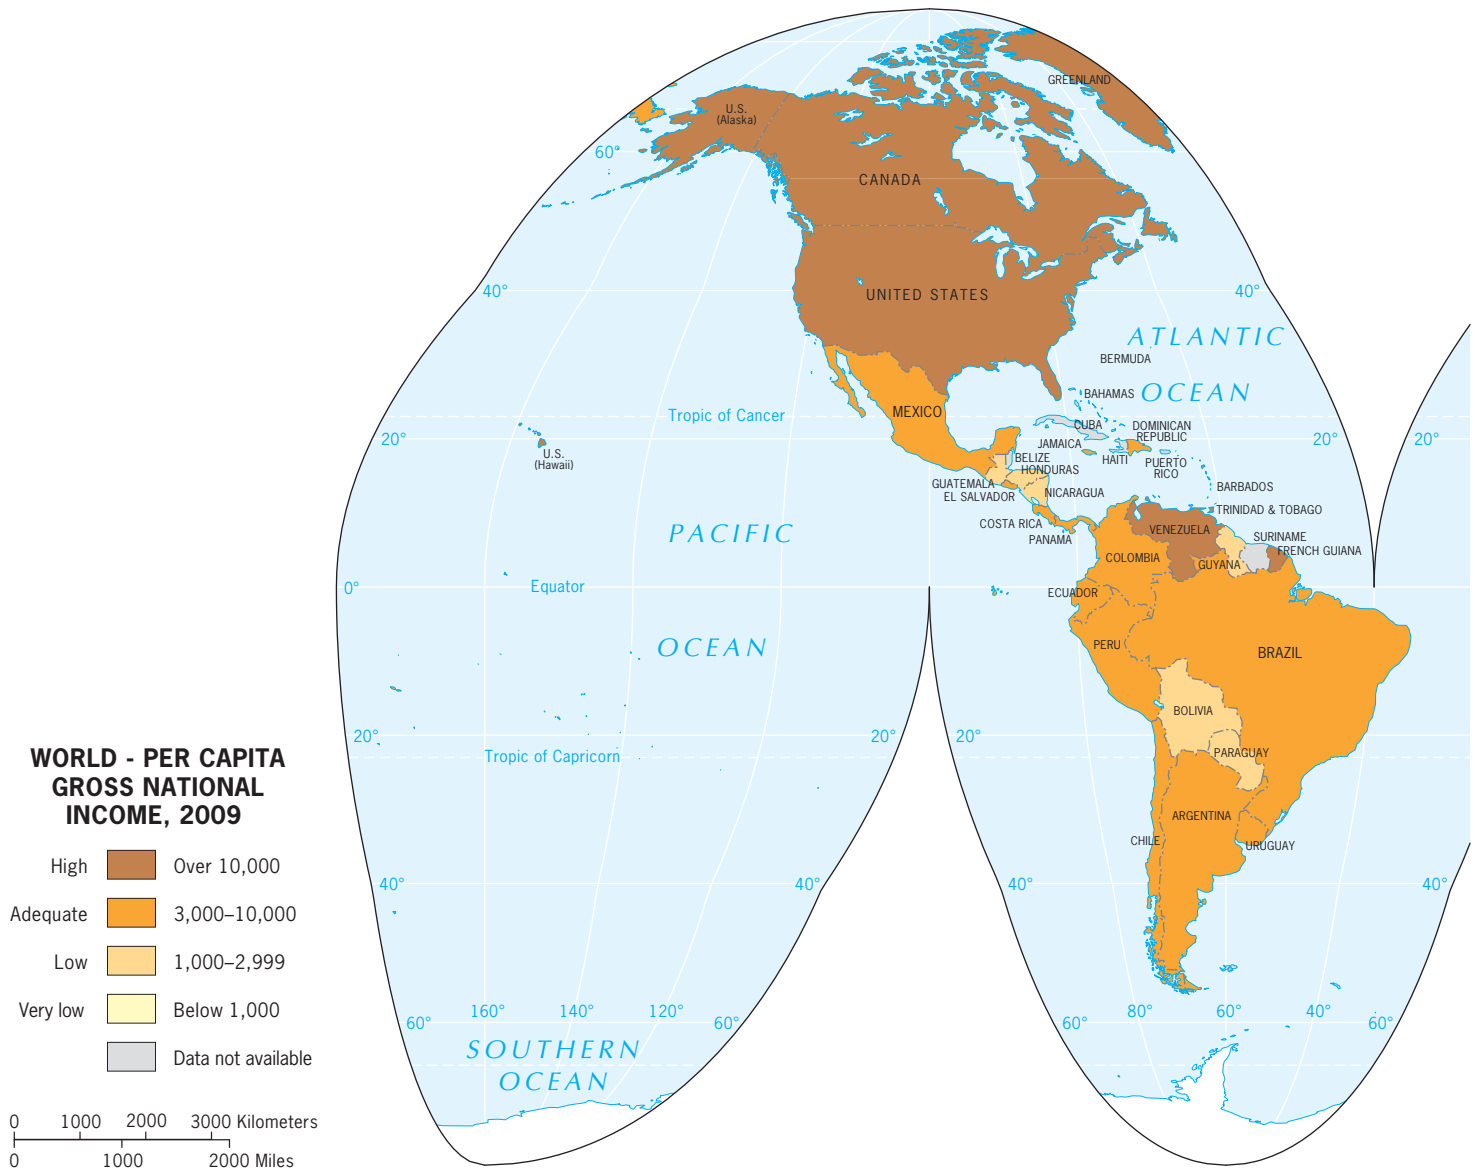 GREENLAND
U.S.
(Alaska)
60°
CANADA
40°
UNITED STATES
40°
ATLANTIC
OCEAN
BERMUDA
BAHAMAS
Tropic of Cancer
MEXICO
CUBA
DOMINICAN
REPUBLIC
20°
20°
20°
JAMAICA
HAITI
PUERTO
RICO
U.S.
(Hawaii)
BELIZE
HONDURAS
GUATEMALA
EL SALVADOR
NICARAGUA
BARBADOS
TRINIDAD & TOBAGO
COSTA RICA
PANAMA
VENEZUELA
SURINAME
FRENCH GUIANA
GUYANA
COLOMBIA
PACIFIC
OCEAN
0°
Equator
ECUADOR
PERU
BRAZIL
BOLIVIA
PARAGUAY
20°
20°
20°
Tropic of Capricorn
ARGENTINA
CHILE
URUGUAY
40°
40°
40°
40°
160°
140°
120°
60°
60°
80°
60°
40°
60°
60°
SOUTHERN
OCEAN
WORLD - PER CAPITA
GROSS NATIONAL
INCOME, 2009
High Over 10,000
Adequate 3,000–10,000
Low 1,000–2,999
Very low Below 1,000
Data not available
0 1000 2000 3000 Kilometers
0 1000 2000 Miles